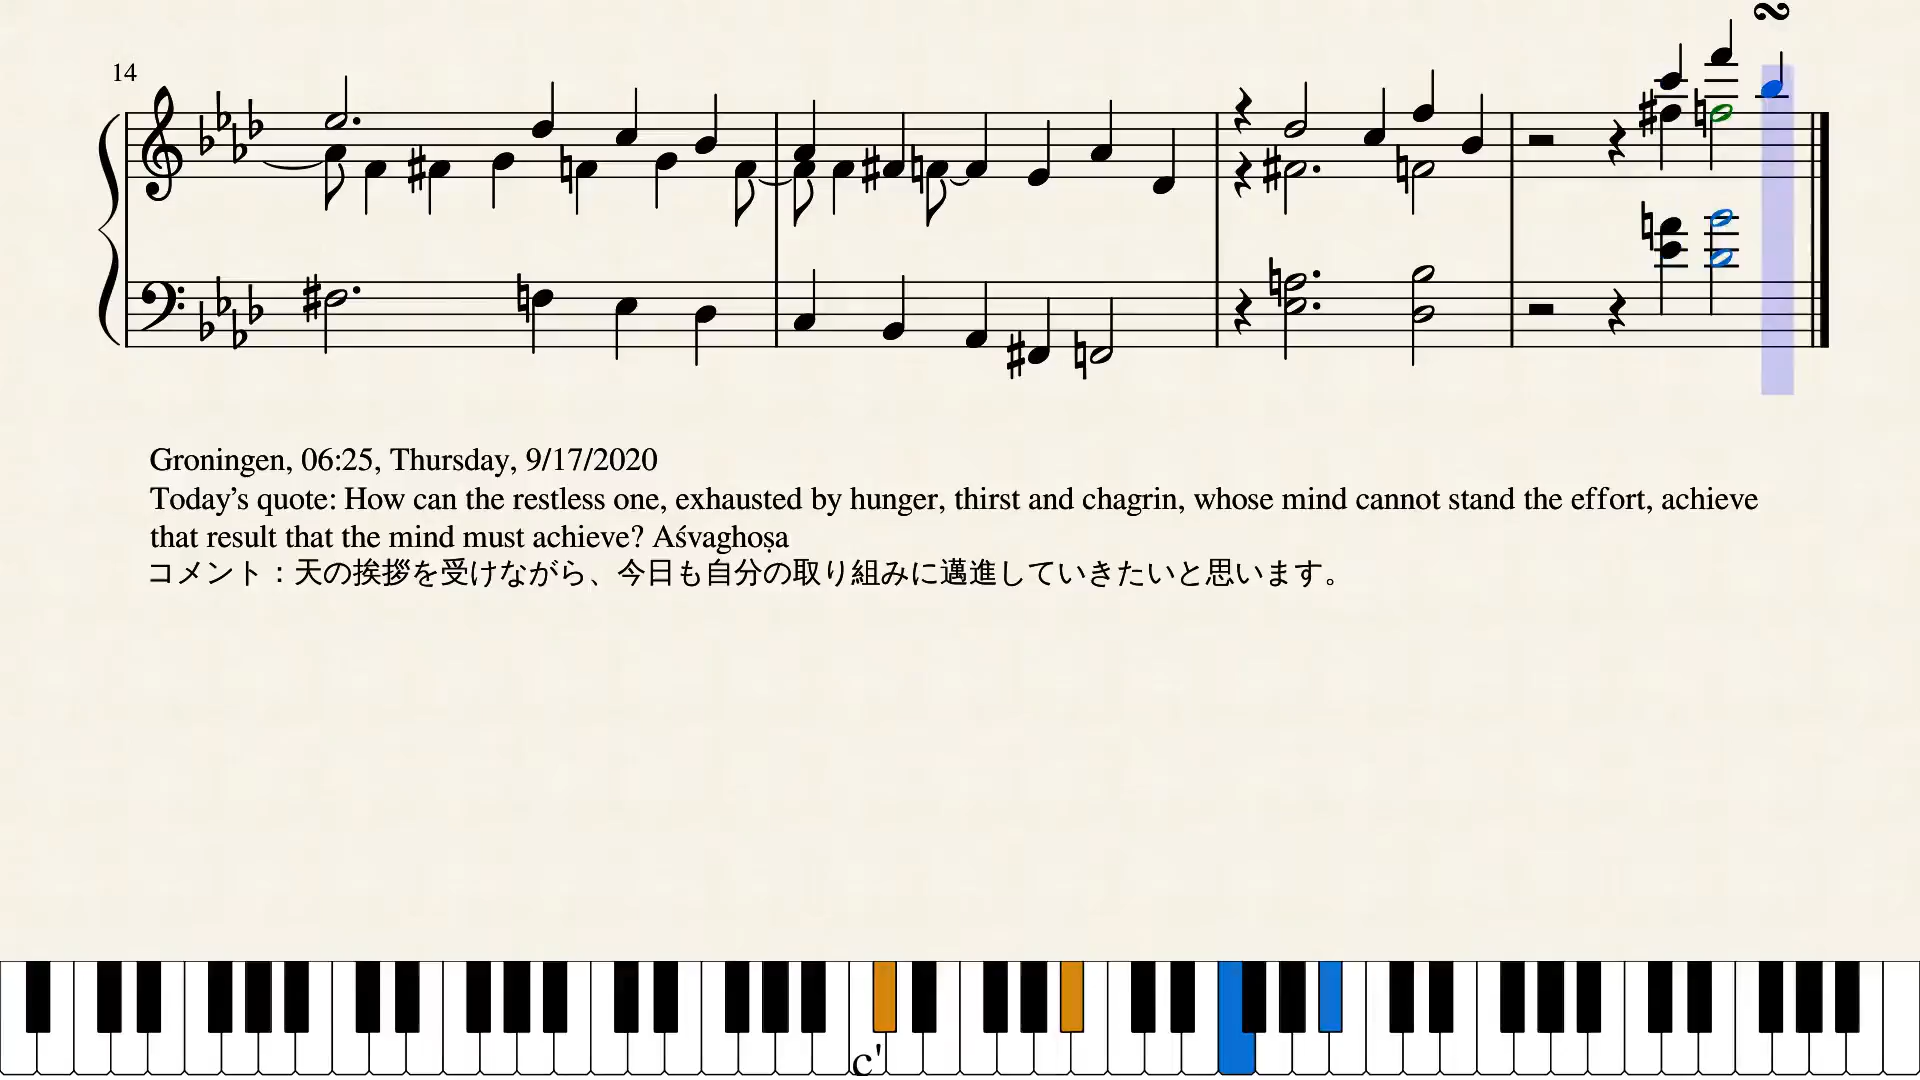 14
Groningen, 06:25, Thursday, 9/17/2020
Today’s quote: How can the restless one, exhausted by hunger, thirst and chagrin, whose mind cannot stand the effort, achieve
that result that the mind must achieve? Aśvaghoṣa
コメント：天の挨拶を受けながら、今日も自分の取り組みに邁進していきたいと思います。
c'